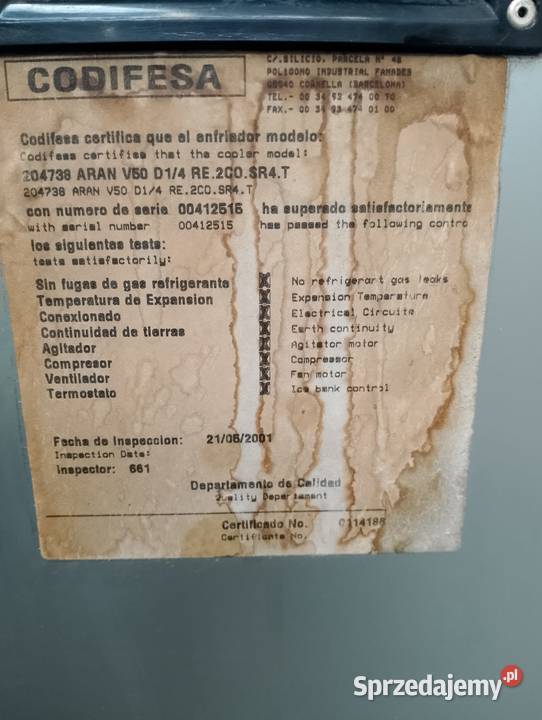 CODIFESA
C/.SILICIO, PARCELA Nº 48
POLIGONO INDUSTRIAL FAMADES
08940 CORNELLA (BARCELONA)
TEL.- 00 34 93 474 00 70
FAX.- 00 34 93 474 01 00
Codifesa certifica que el enfriador modelo:
Codifesa certifies that the cooler model:
204738 ARAN V50 D1/4 RE.2CO.SR4.T
204738 ARAN V50 D1/4 RE.2CO.SR4.T
con numero de serie 00412515 ha superado satisfactoriamente
with serial number 00412515 has passed the following contro
los siguientes tests:
tests satisfactorily:
Sin fugas de gas refrigerante X No refrigerant gas leaks
Temperatura de Expansion X Expansion Temperature
Conexionado X Electrical Circuits
Continuidad de tierras X Earth continuity
Agitador X Agitator motor
Compresor X Compressor
Ventilador X Fan motor
Termostato X Ice bank control
Fecha de Inspeccion: 21/06/2001
Inspection Date:
Inspector: 661
Departamento de Calidad
Quality Departament
Certificado No. 0114186
Certificate No.
Sprzedajemy.pl